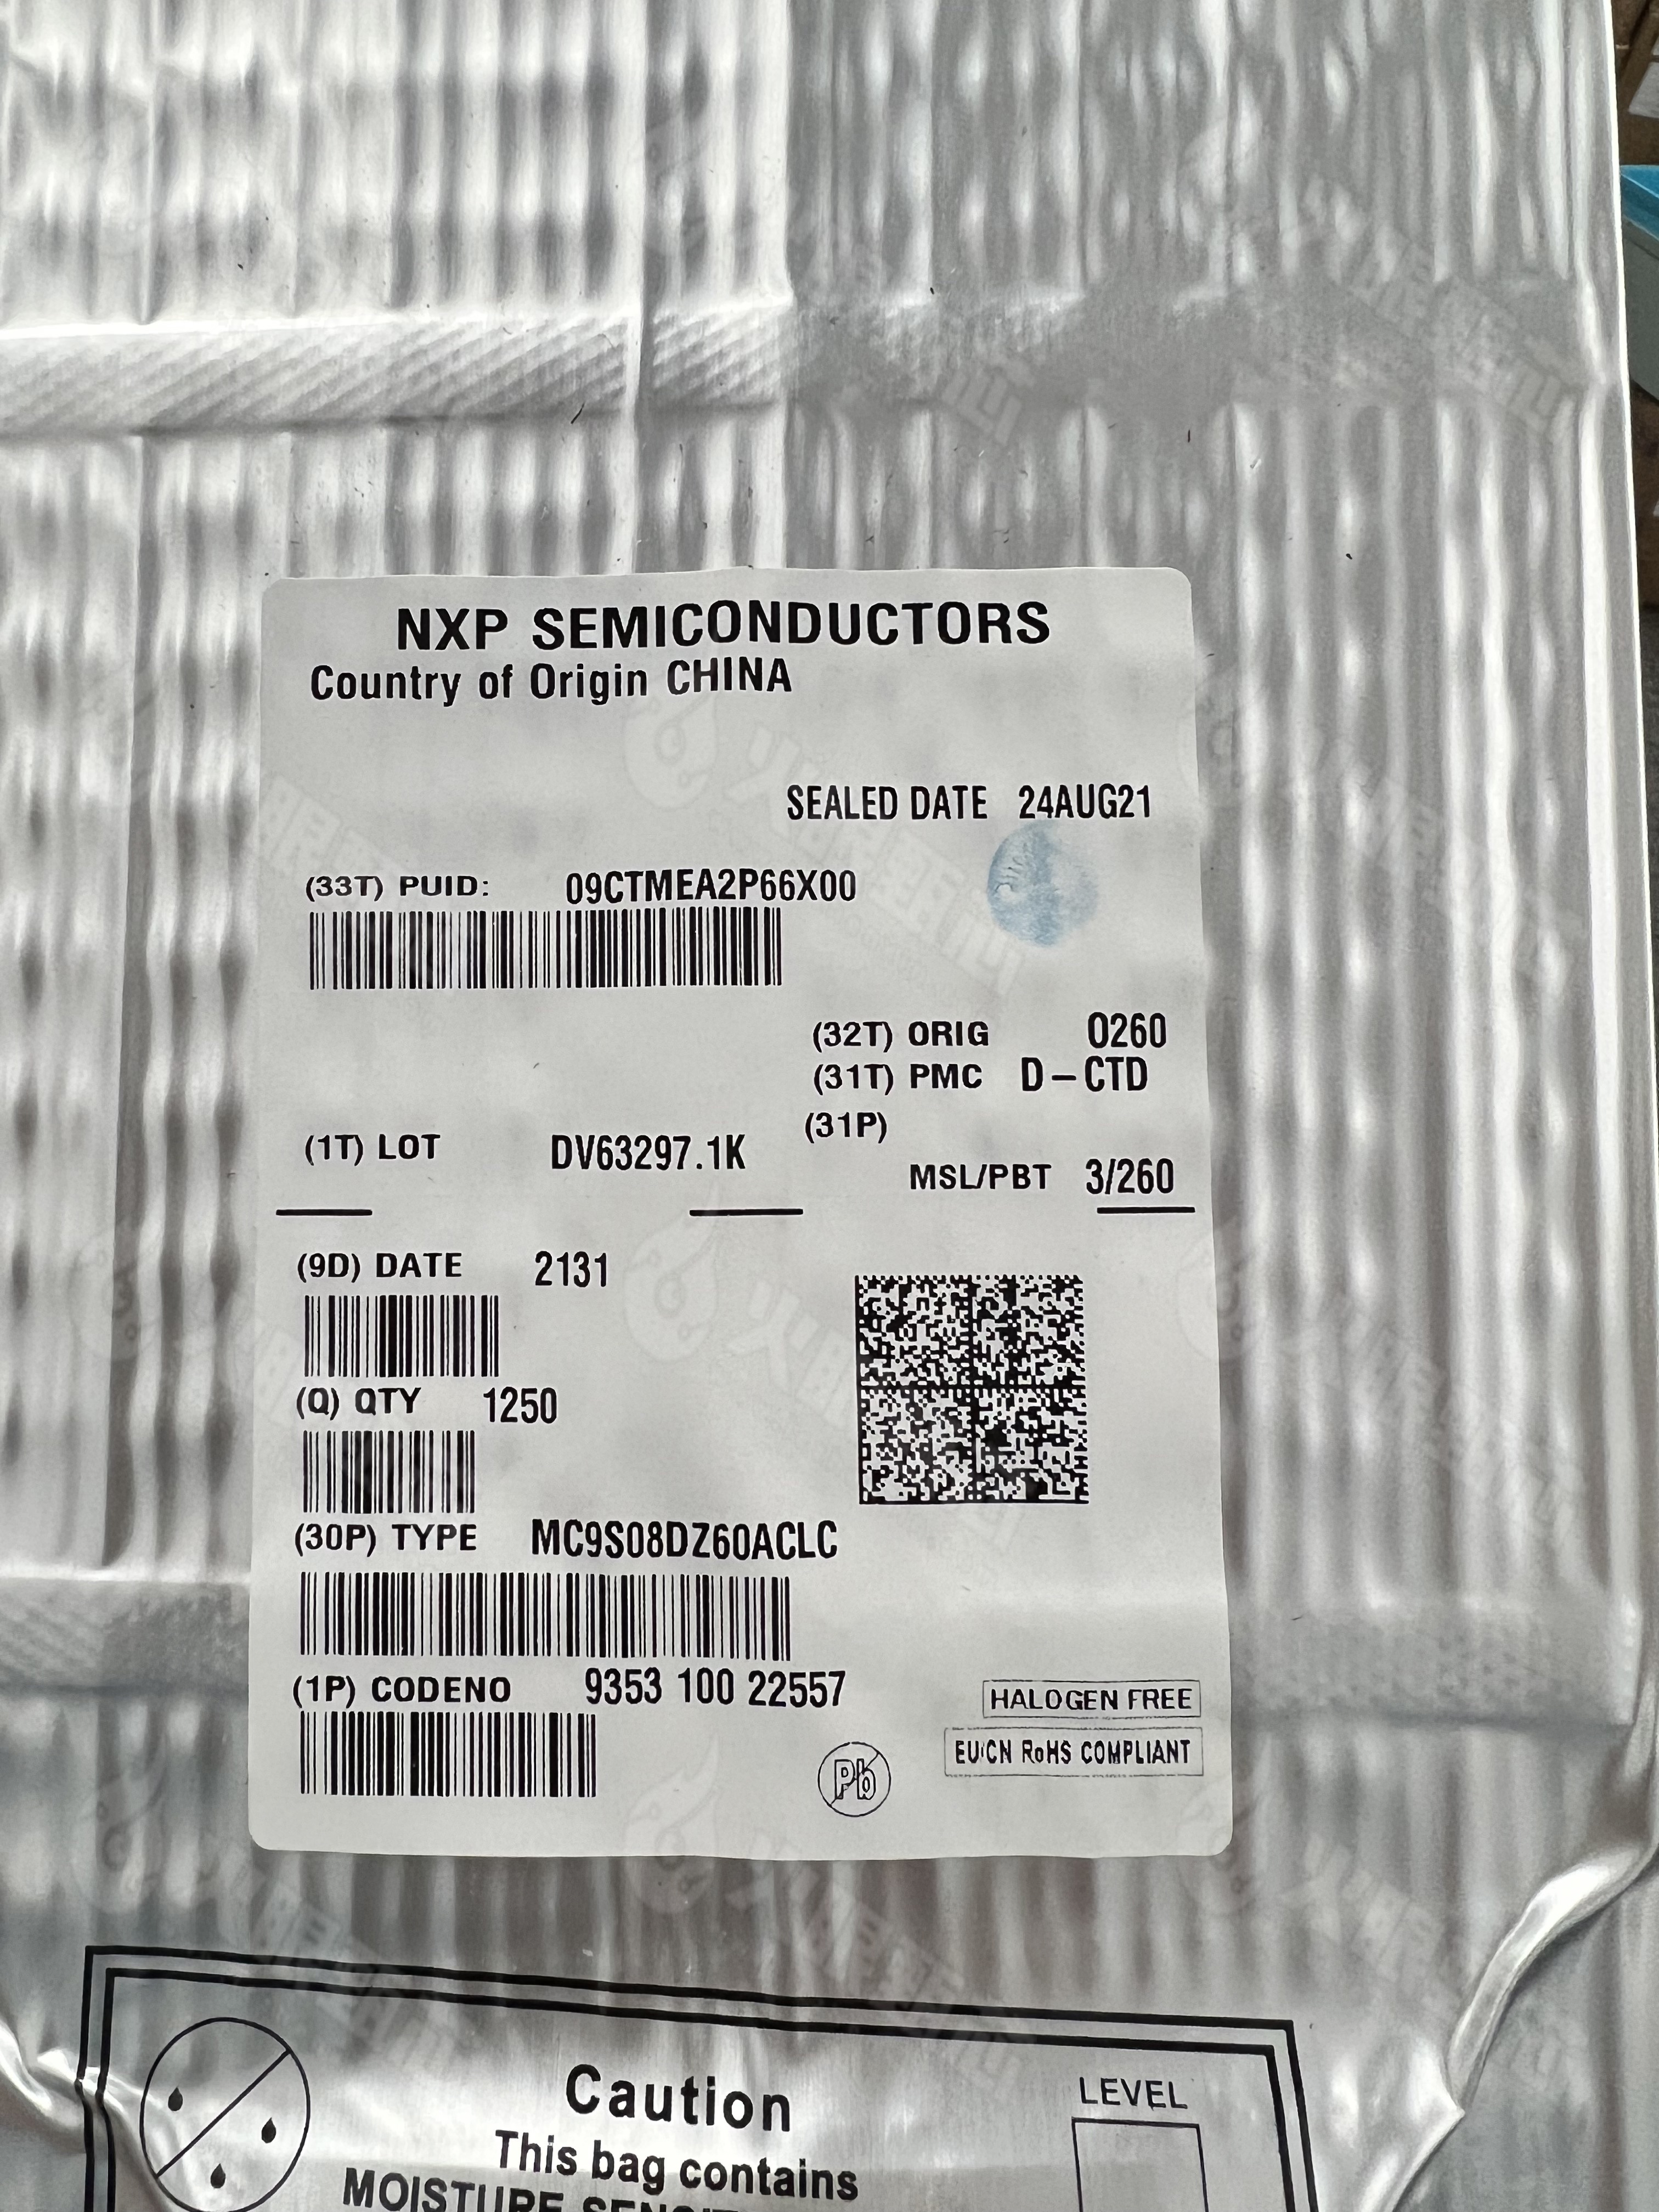 NXP SEMICONDUCTORS
Country of Origin CHINA
SEALED DATE 24AUG21
(33T) PUID: 09CTMEA2P66X00
(32T) ORIG 0260
(31T) PMC D-CTD
(31P)
(1T) LOT DV63297.1K
MSL/PBT 3/260
(9D) DATE 2131
(Q) QTY 1250
(30P) TYPE MC9S08DZ60ACLC
(1P) CODENO 9353 100 22557
HALOGEN FREE
EU/CN RoHS COMPLIANT
Pb
Caution
LEVEL
This bag contains
MOISTURE